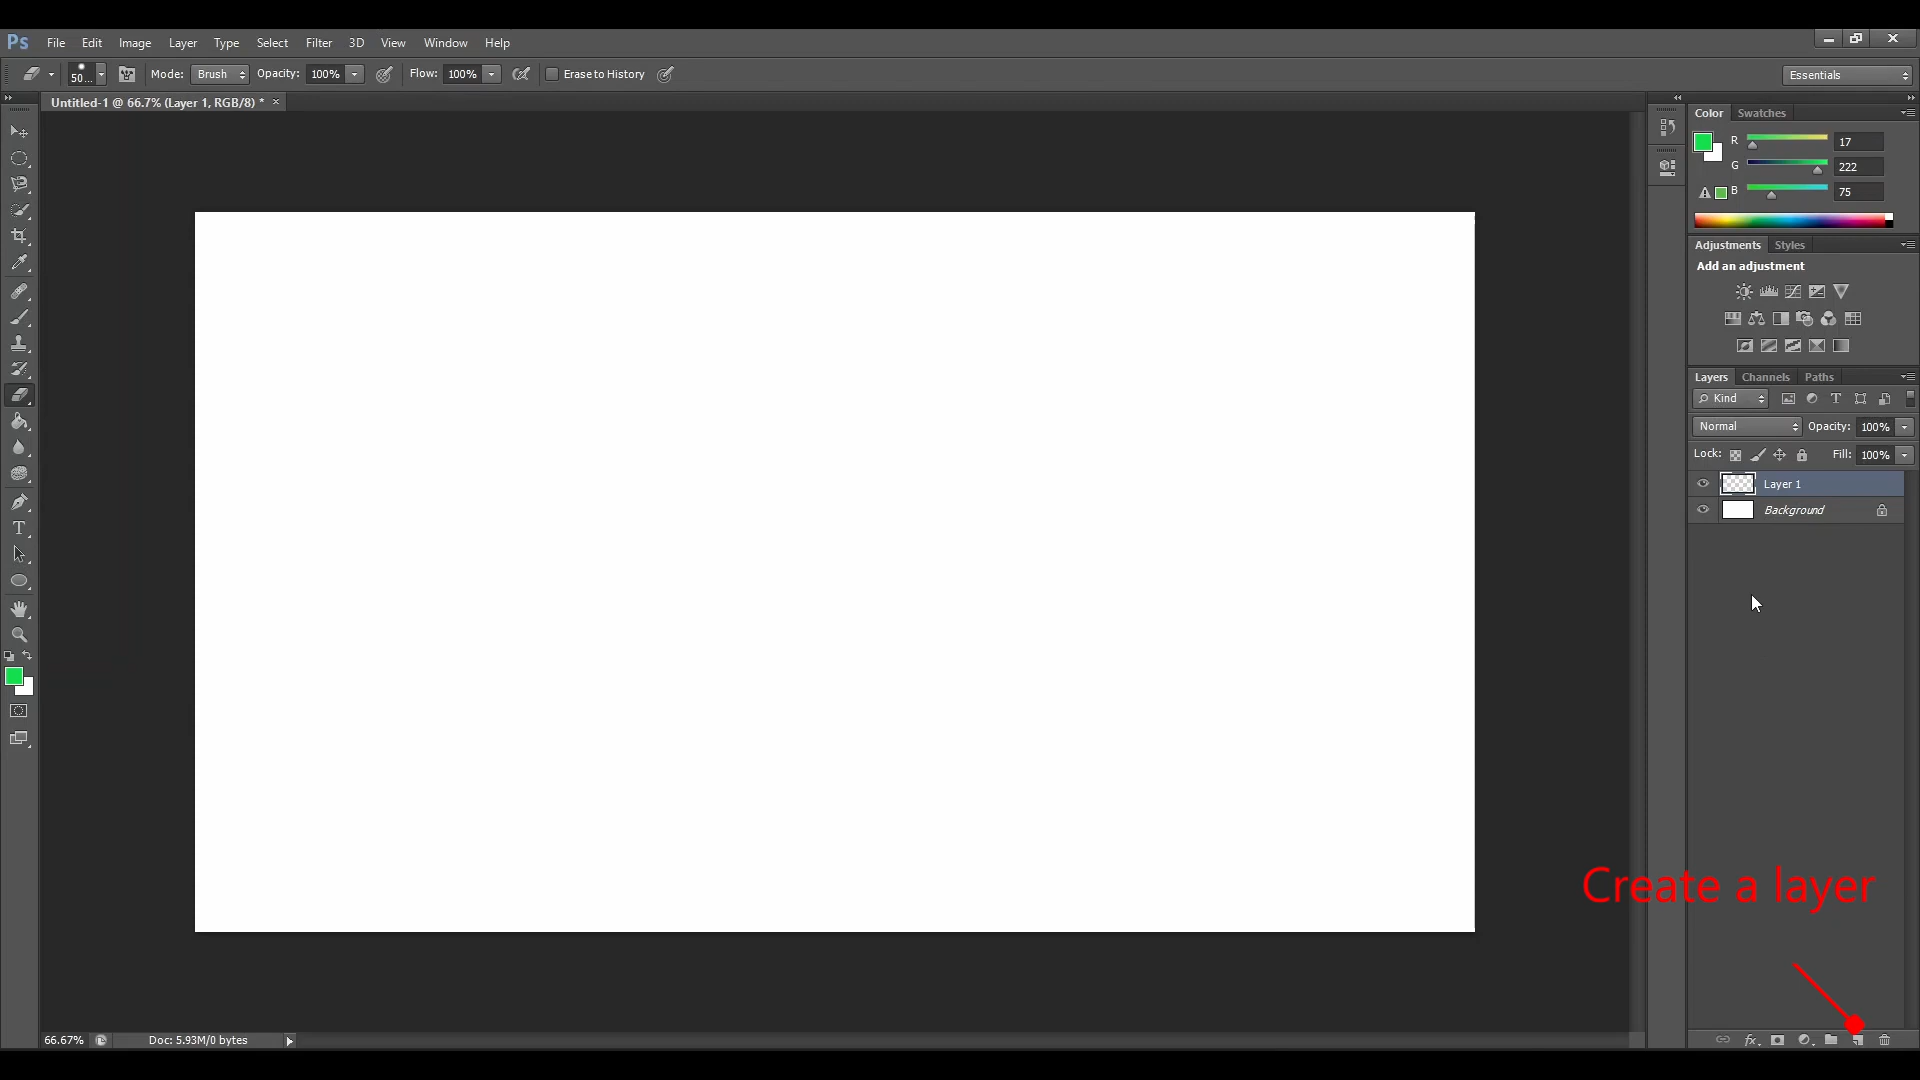 Ps File Edit Image Layer Type Select Filter 3D View Window Help
50... Mode: Brush Opacity: 100% Flow: 100% Erase to History Essentials
Untitled-1 @ 66.7% (Layer 1, RGB/8) * ×
Color Swatches
R 17
G 222
B 75
Adjustments Styles
Add an adjustment
Layers Channels Paths
Kind
Normal Opacity: 100%
Lock: Fill: 100%
Layer 1
Background
Create a layer
66.67% Doc: 5.93M/0 bytes
fx